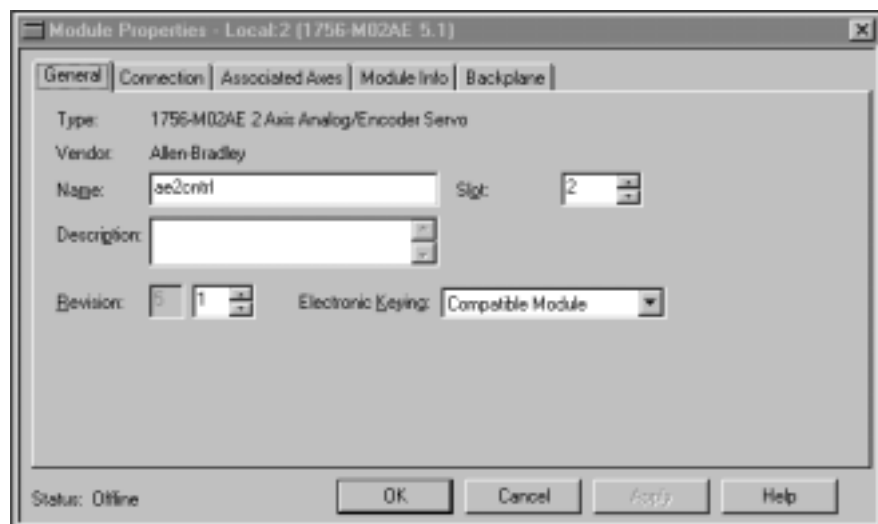 Module Properties - Local:2 (1756-M02AE 5.1)
General Connection Associated Axes Module Info Backplane
Type: 1756-M02AE 2 Axis Analog/Encoder Servo
Vendor: Allen-Bradley
Name: ae2cntrl Slot: 2
Description:
Revision: 5 1 Electronic Keying: Compatible Module
Status: Offline OK Cancel Apply Help